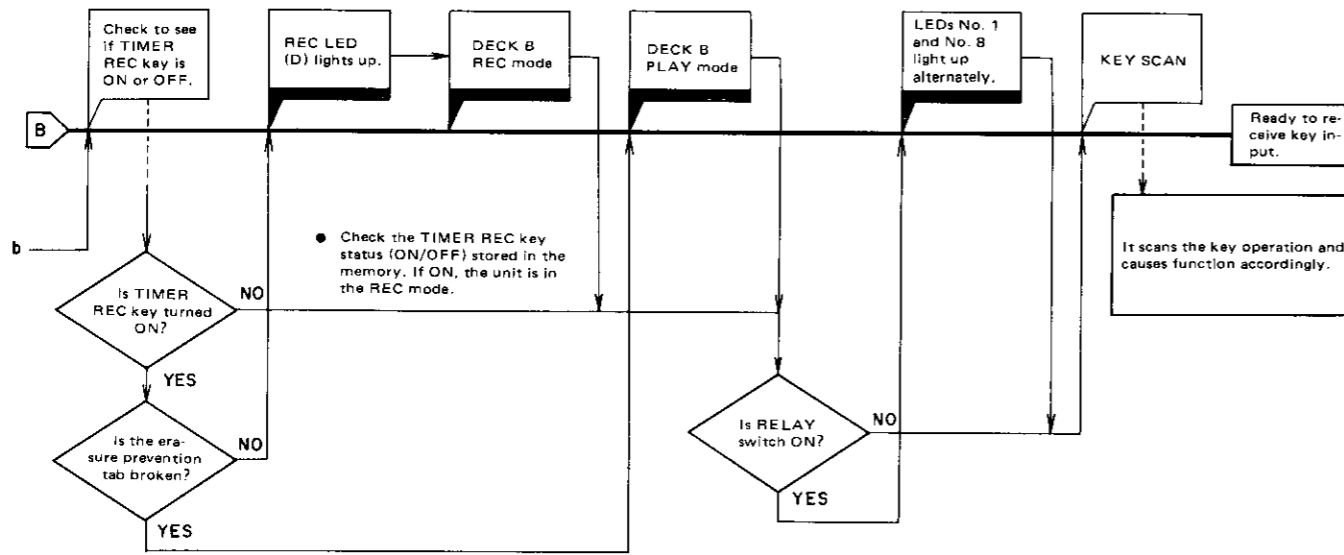 Check to see
if TIMER
REC key is
ON or OFF.
REC LED
(D) lights up.
DECK B
REC mode
DECK B
PLAY mode
LEDs No. 1
and No. 8
light up
alternately.
KEY SCAN
B
Ready to re-
ceive key in-
put.
b
● Check the TIMER REC key
status (ON/OFF) stored in the
memory. If ON, the unit is in
the REC mode.
It scans the key operation and
causes function accordingly.
Is TIMER
REC key turned
ON?
NO
YES
Is the era-
sure prevention
tab broken?
NO
YES
Is RELAY
switch ON?
NO
YES